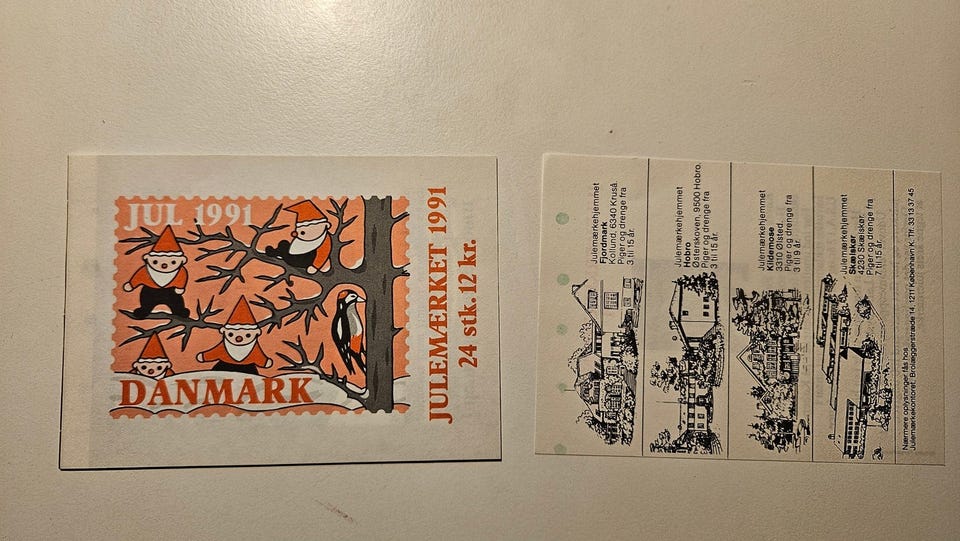 JUL 1991
DANMARK
JULEMÆRKET 1991
24 stk. 12 kr.
Julemærkehjemmet
Fjordmark
Kollund, 6340 Kruså.
Piger og drenge fra
3 til 15 år.
Julemærkehjemmet
Hobro
Østerskoven, 9500 Hobro.
Piger og drenge fra
3 til 15 år.
Julemærkehjemmet
Kildemose
3310 Ølsted.
Piger og drenge fra
3 til 9 år.
Julemærkehjemmet
Skælskør
4230 Skælskør.
Piger og drenge fra
7 til 15 år.
Nærmere oplysninger fås hos
Julemærkekontoret: Brolæggerstræde 14, 1211 København K. Tlf. 33 13 37 45